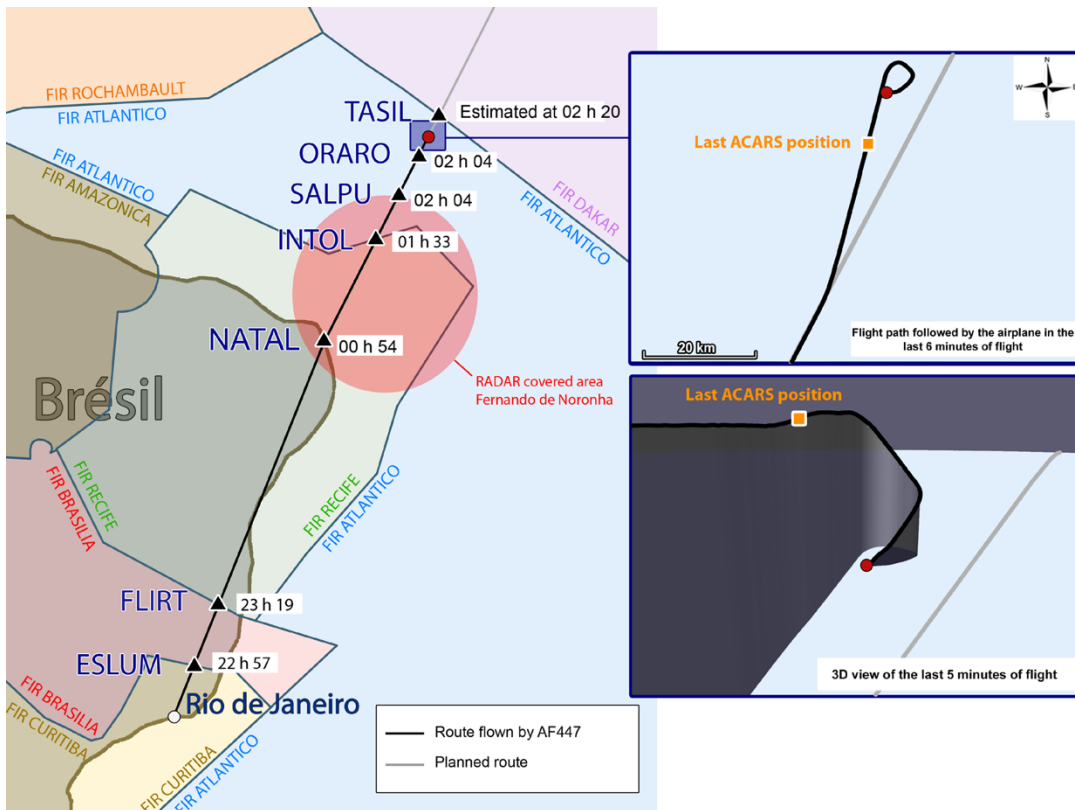 FIR ROCHAMBAULT
FIR ATLANTICO
TASIL
Estimated at 02 h 20
ORARO
02 h 04
FIR ATLANTICO
FIR AMAZONICA
SALPU
02 h 04
FIR DAKAR
FIR ATLANTICO
INTOL
01 h 33
NATAL
00 h 54
RADAR covered area
Fernando de Noronha
Brésil
FIR RECIFE
FIR BRASILIA
FIR RECIFE
FIR ATLANTICO
FLIRT
23 h 19
ESLUM
22 h 57
Rio de Janeiro
FIR BRASILIA
FIR CURITIBA
FIR CURITIBA
FIR ATLANTICO
Route flown by AF447
Planned route
N
W
E
S
Last ACARS position
20 km
Flight path followed by the airplane in the
last 6 minutes of flight
Last ACARS position
3D view of the last 5 minutes of flight